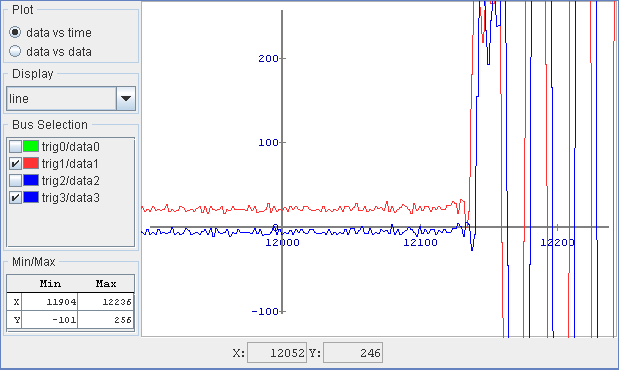 Plot
data vs time
data vs data
Display
line
Bus Selection
trig0/data0
trig1/data1
trig2/data2
trig3/data3
Min/Max
Min Max
X 11904 12236
Y -101 256
200
100
0
-100
12000 12100 12200
X: 12052 Y: 246